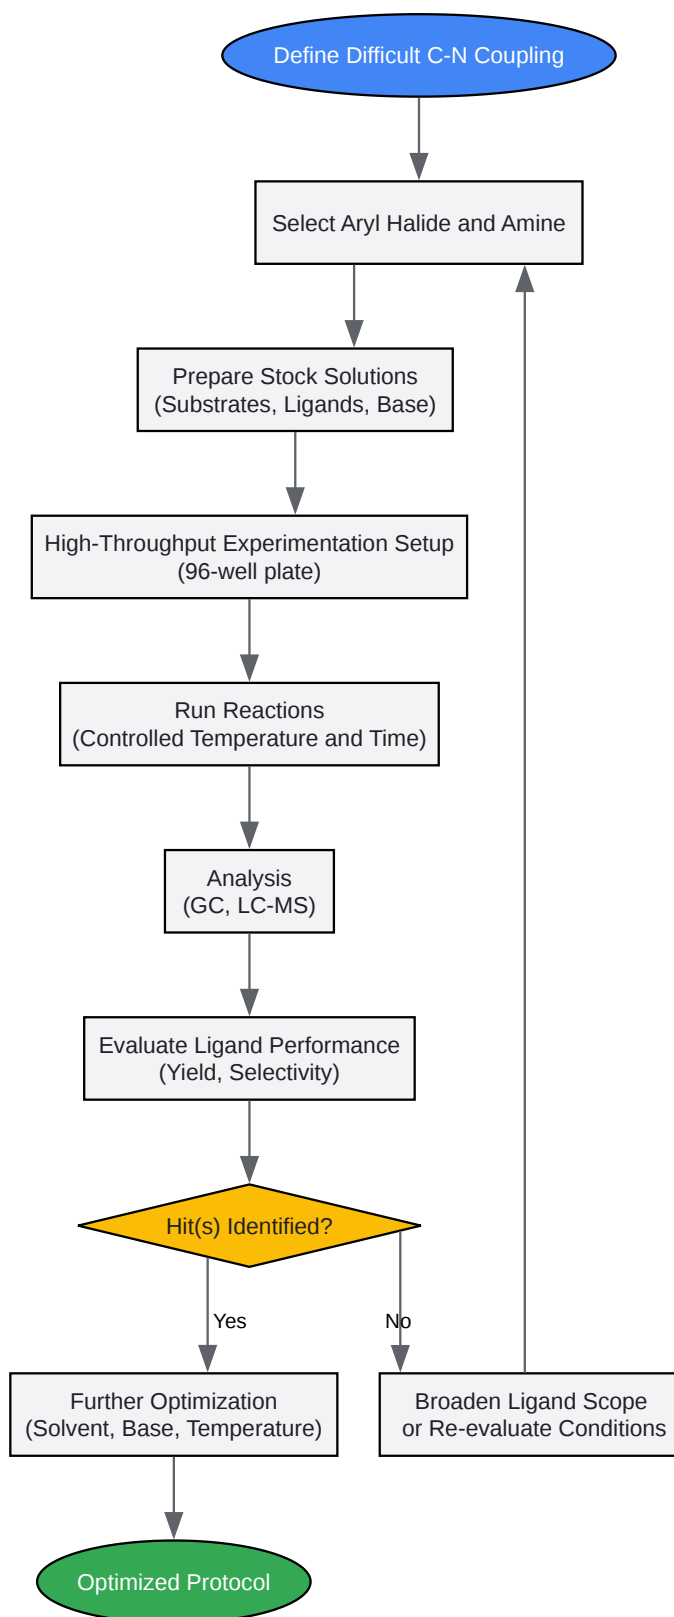 Define Difficult C-N Coupling
Select Aryl Halide and Amine
Prepare Stock Solutions
(Substrates, Ligands, Base)
High-Throughput Experimentation Setup
(96-well plate)
Run Reactions
(Controlled Temperature and Time)
Analysis
(GC, LC-MS)
Evaluate Ligand Performance
(Yield, Selectivity)
Hit(s) Identified?
Yes
No
Further Optimization
(Solvent, Base, Temperature)
Broaden Ligand Scope
or Re-evaluate Conditions
Optimized Protocol